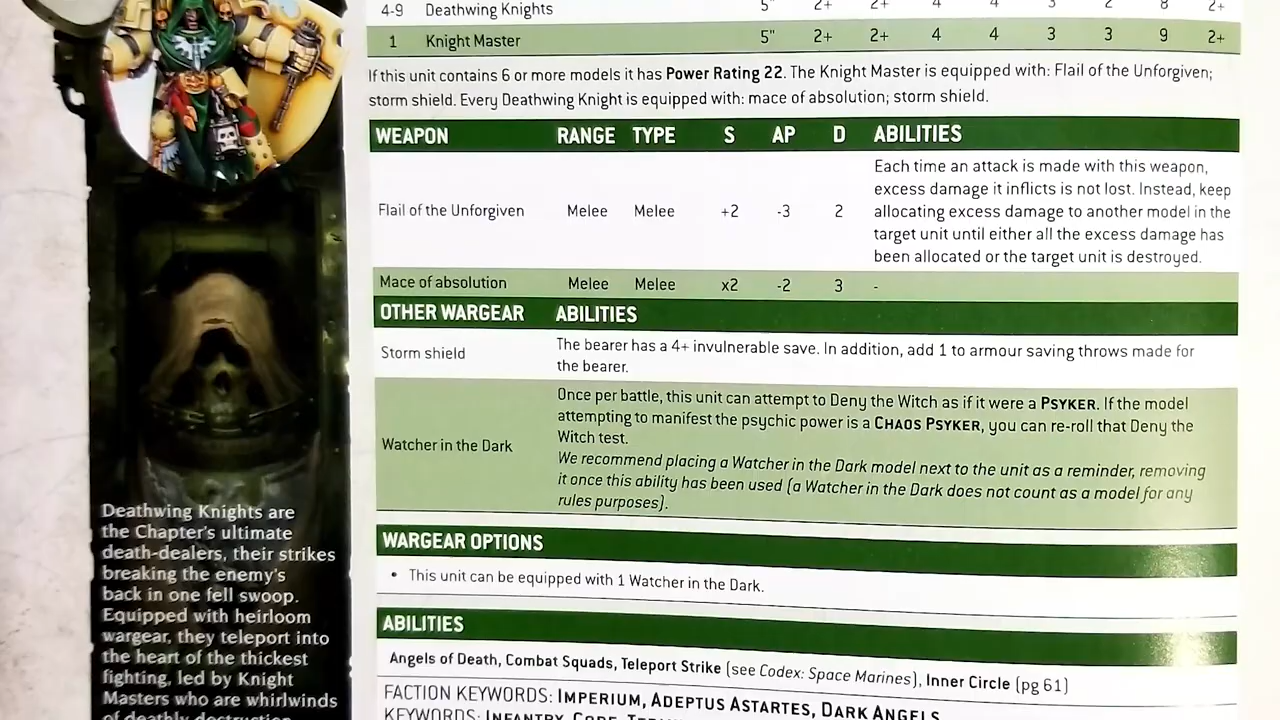 4-9 Deathwing Knights 5" 2+ 2+ 4 4 3 2 8 2+
1 Knight Master 5" 2+ 2+ 4 4 3 3 9 2+
If this unit contains 6 or more models it has Power Rating 22. The Knight Master is equipped with: Flail of the Unforgiven;
storm shield. Every Deathwing Knight is equipped with: mace of absolution; storm shield.
WEAPON RANGE TYPE S AP D ABILITIES
Flail of the Unforgiven Melee Melee +2 -3 2
Each time an attack is made with this weapon,
excess damage it inflicts is not lost. Instead, keep
allocating excess damage to another model in the
target unit until either all the excess damage has
been allocated or the target unit is destroyed.
Mace of absolution Melee Melee x2 -2 3 -
OTHER WARGEAR ABILITIES
Storm shield
The bearer has a 4+ invulnerable save. In addition, add 1 to armour saving throws made for
the bearer.
Watcher in the Dark
Once per battle, this unit can attempt to Deny the Witch as if it were a PSYKER. If the model
attempting to manifest the psychic power is a CHAOS PSYKER, you can re-roll that Deny the
Witch test.
We recommend placing a Watcher in the Dark model next to the unit as a reminder, removing
it once this ability has been used (a Watcher in the Dark does not count as a model for any
rules purposes).
WARGEAR OPTIONS
• This unit can be equipped with 1 Watcher in the Dark.
ABILITIES
Angels of Death, Combat Squads, Teleport Strike (see Codex: Space Marines), Inner Circle (pg 61)
FACTION KEYWORDS: IMPERIUM, ADEPTUS ASTARTES, DARK ANGELS
KEYWORDS: INFANTRY, CORE,
Deathwing Knights are
the Chapter's ultimate
death-dealers, their strikes
breaking the enemy's
back in one fell swoop.
Equipped with heirloom
wargear, they teleport into
the heart of the thickest
fighting, led by Knight
Masters who are whirlwinds
of deathly destruction